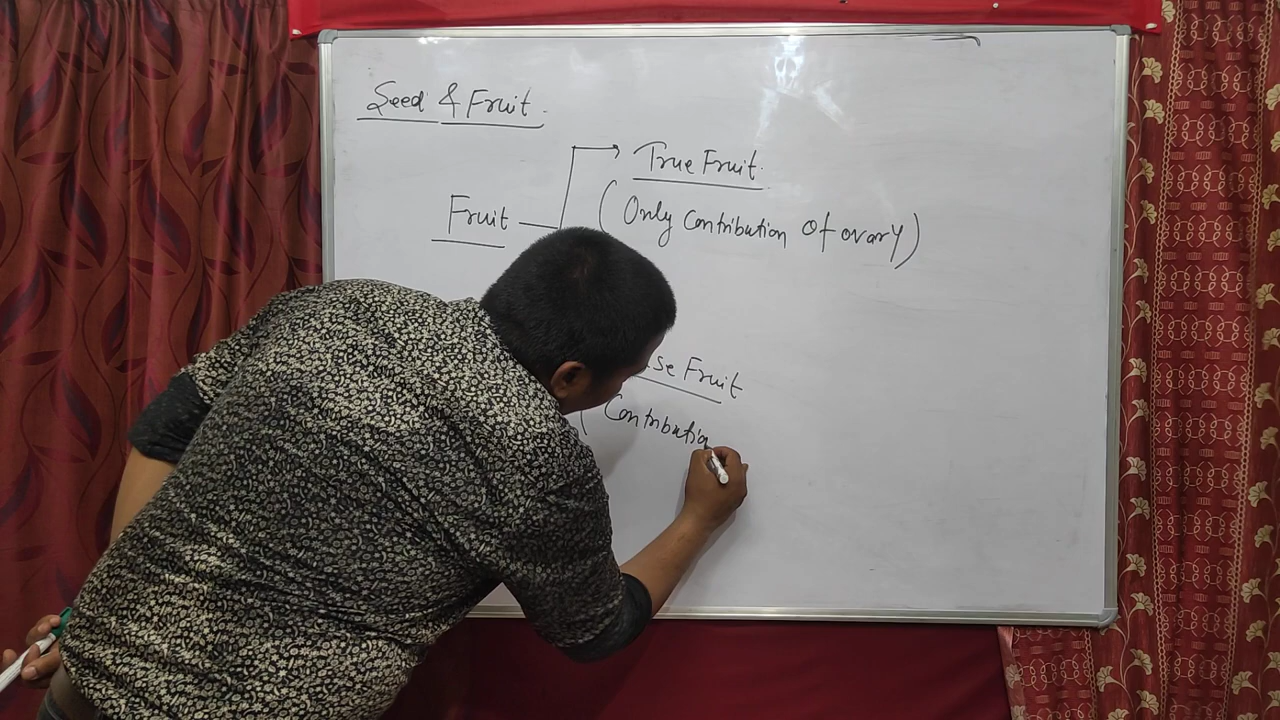 Seed & Fruit.
True Fruit.
Fruit
(Only Contribution of ovary)
se Fruit
(Contribution